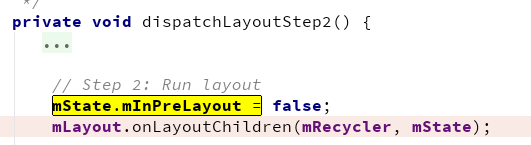 */
private void dispatchLayoutStep2() {
...
// Step 2: Run layout
mState.mInPreLayout = false;
mLayout.onLayoutChildren(mRecycler, mState);